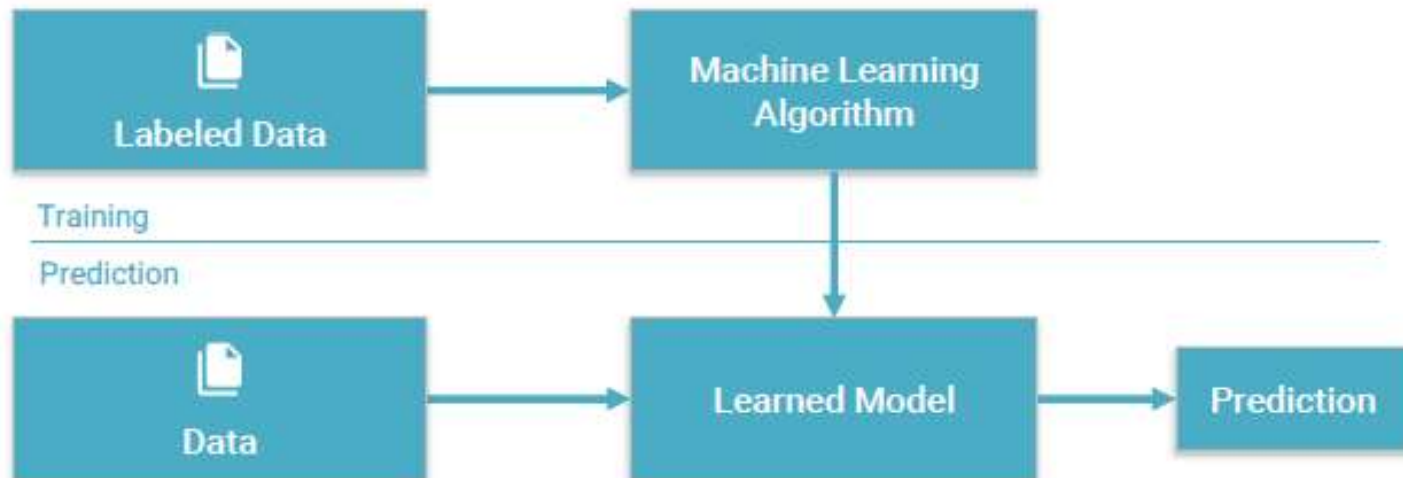 Labeled Data
Machine Learning
Algorithm
Training
Prediction
Data
Learned Model
Prediction